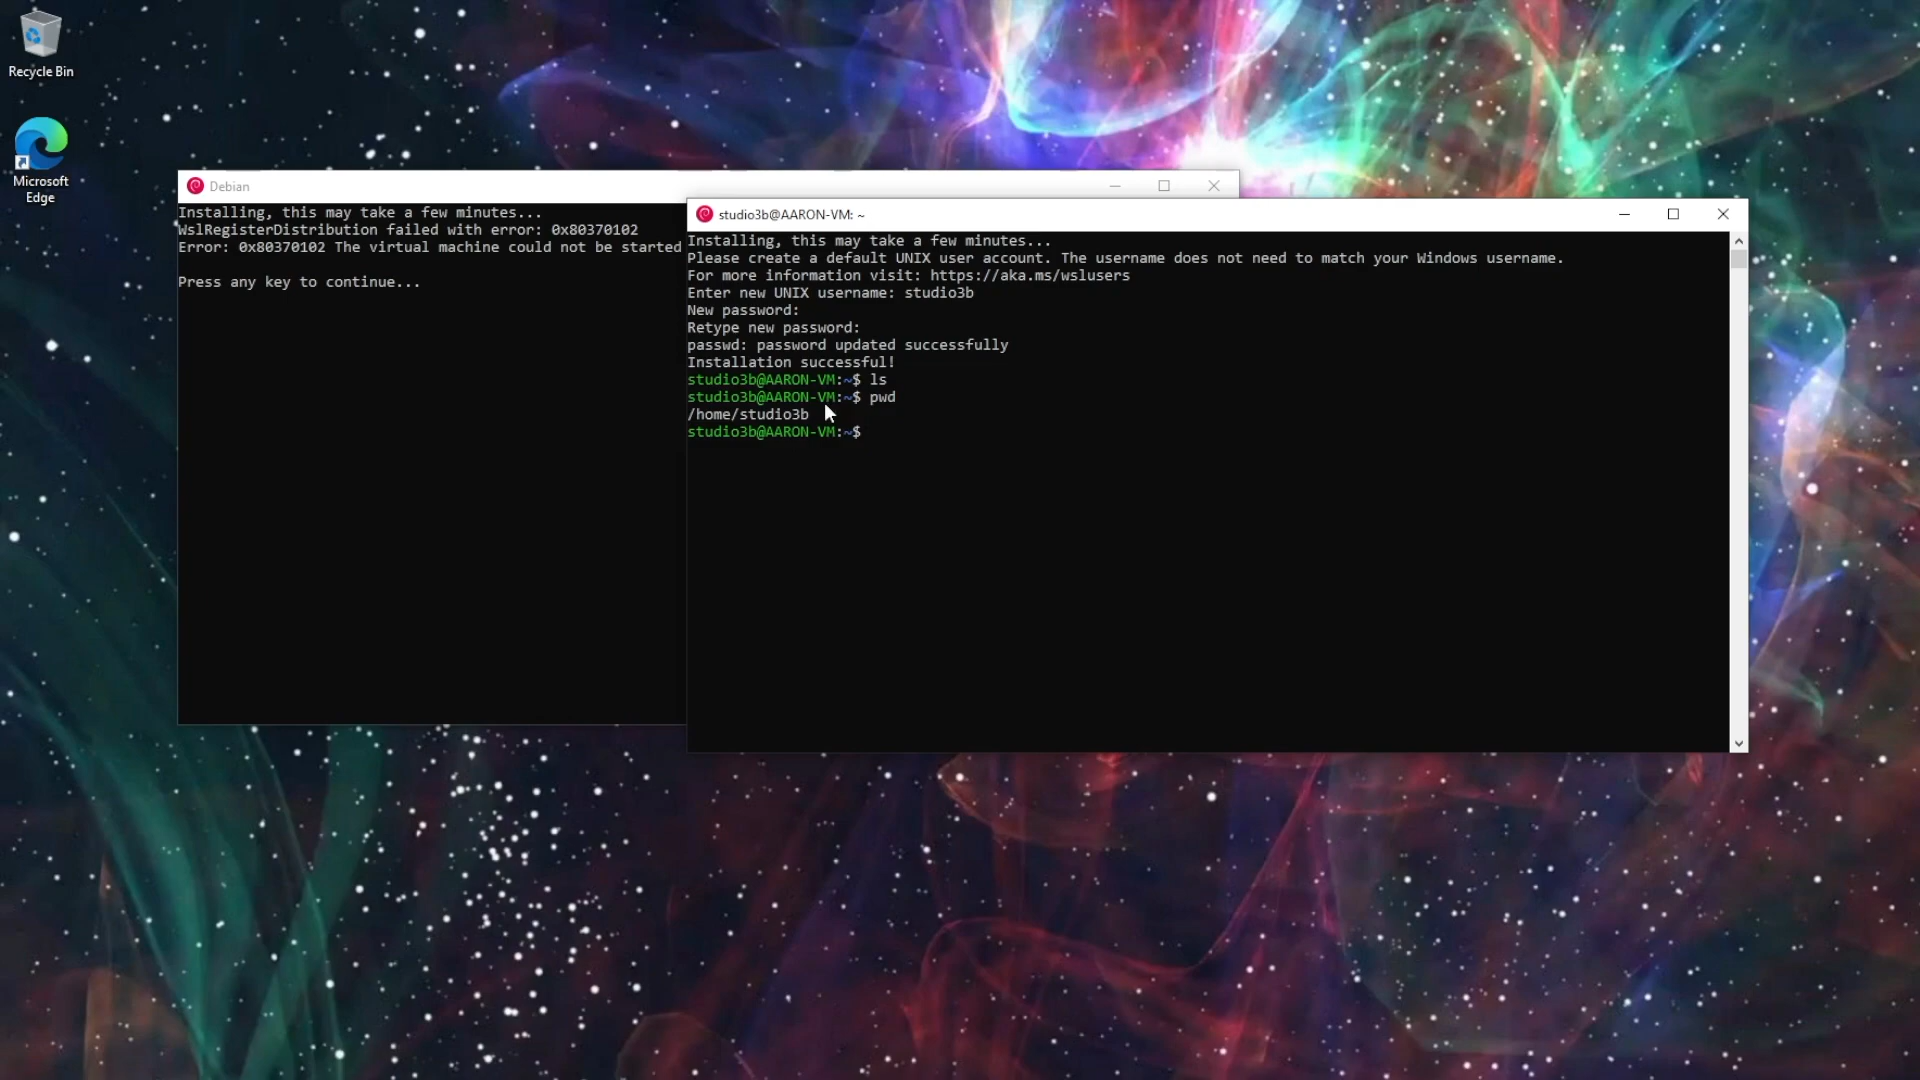 Recycle Bin
Microsoft
Edge
Debian
Installing, this may take a few minutes...
WslRegisterDistribution failed with error: 0x80370102
Error: 0x80370102 The virtual machine could not be started
Press any key to continue...
studio3b@AARON-VM: ~
Installing, this may take a few minutes...
Please create a default UNIX user account. The username does not need to match your Windows username.
For more information visit: https://aka.ms/wslusers
Enter new UNIX username: studio3b
New password:
Retype new password:
passwd: password updated successfully
Installation successful!
studio3b@AARON-VM:~$ ls
studio3b@AARON-VM:~$ pwd
/home/studio3b
studio3b@AARON-VM:~$